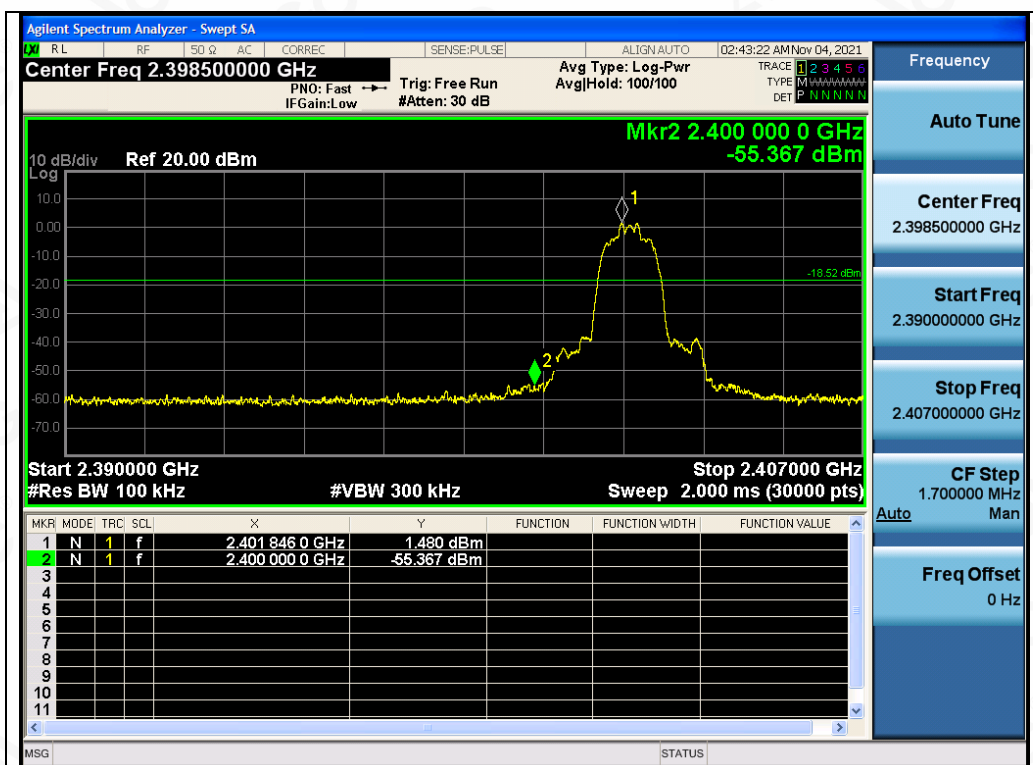 Agilent Spectrum Analyzer - Swept SA
LXI RL RF 50 Ω AC CORREC SENSE:PULSE ALIGN AUTO 02:43:22 AM Nov 04, 2021
Center Freq 2.398500000 GHz
PNO: Fast
IFGain:Low
Trig: Free Run
#Atten: 30 dB
Avg Type: Log-Pwr
Avg|Hold: 100/100
TRACE 1 2 3 4 5 6
TYPE M WWWWW
DET P N N N N N
Mkr2 2.400 000 0 GHz
-55.367 dBm
10 dB/div Ref 20.00 dBm
Log
10.0
0.00
-10.0
-20.0
-30.0
-40.0
-50.0
-60.0
-70.0
1
-18.52 dBm
2
Start 2.390000 GHz Stop 2.407000 GHz
#Res BW 100 kHz #VBW 300 kHz Sweep 2.000 ms (30000 pts)
MKR MODE TRC SCL X Y FUNCTION FUNCTION WIDTH FUNCTION VALUE
1 N 1 f 2.401 846 0 GHz 1.480 dBm
2 N 1 f 2.400 000 0 GHz -55.367 dBm
3
4
5
6
7
8
9
10
11
MSG STATUS
Frequency
Auto Tune
Center Freq
2.398500000 GHz
Start Freq
2.390000000 GHz
Stop Freq
2.407000000 GHz
CF Step
1.700000 MHz
Auto Man
Freq Offset
0 Hz